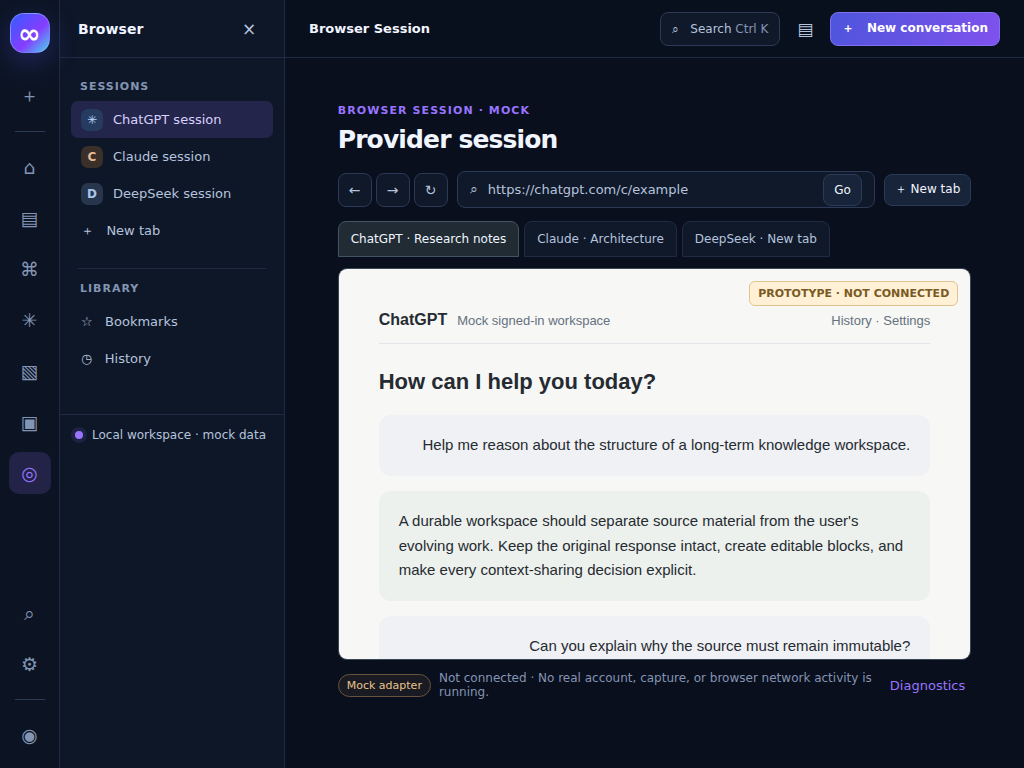 Browser
SESSIONS
ChatGPT session
C Claude session
D DeepSeek session
+ New tab
LIBRARY
Bookmarks
History
Local workspace · mock data
Browser Session
Search Ctrl K
+ New conversation
BROWSER SESSION · MOCK
Provider session
https://chatgpt.com/c/example
Go
+ New tab
ChatGPT · Research notes
Claude · Architecture
DeepSeek · New tab
PROTOTYPE · NOT CONNECTED
ChatGPT Mock signed-in workspace
History · Settings
How can I help you today?
Help me reason about the structure of a long-term knowledge workspace.
A durable workspace should separate source material from the user's
evolving work. Keep the original response intact, create editable blocks, and
make every context-sharing decision explicit.
Can you explain why the source must remain immutable?
Mock adapter
Not connected · No real account, capture, or browser network activity is
running.
Diagnostics